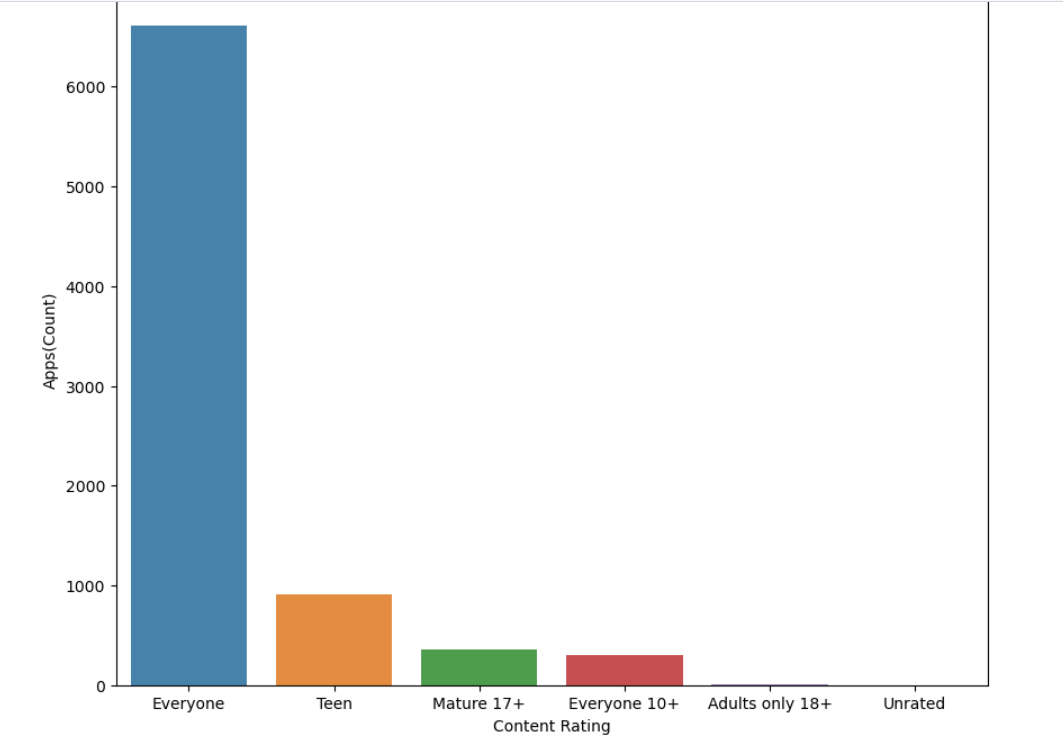 6000
5000
4000
3000
2000
1000
0
Apps(Count)
Everyone Teen Mature 17+ Everyone 10+ Adults only 18+ Unrated
Content Rating